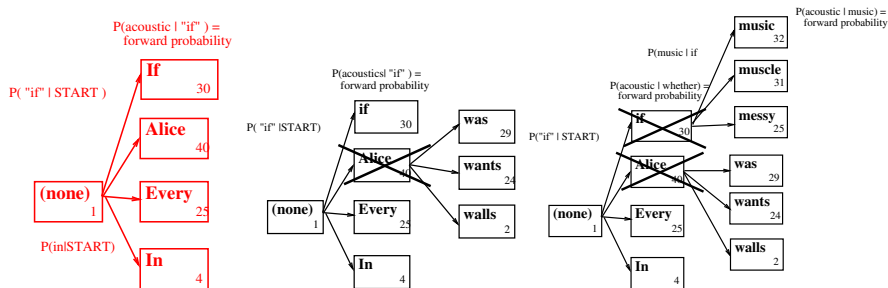 P(acoustic | "if" ) =
forward probability
If
30
P( "if" | START )
Alice
40
(none)
1
Every
25
P(in|START)
In
4
P(acoustics| "if" ) =
forward probability
if
30
P( "if" |START)
was
29
Alice
40
wants
24
(none)
1
Every
25
walls
2
In
4
P(acoustic | music) =
forward probability
music
32
P(music | if
muscle
31
P(acoustic | whether) =
forward probability
if
30
messy
25
P("if" | START)
Alice
40
was
29
wants
24
(none)
1
Every
25
walls
2
In
4